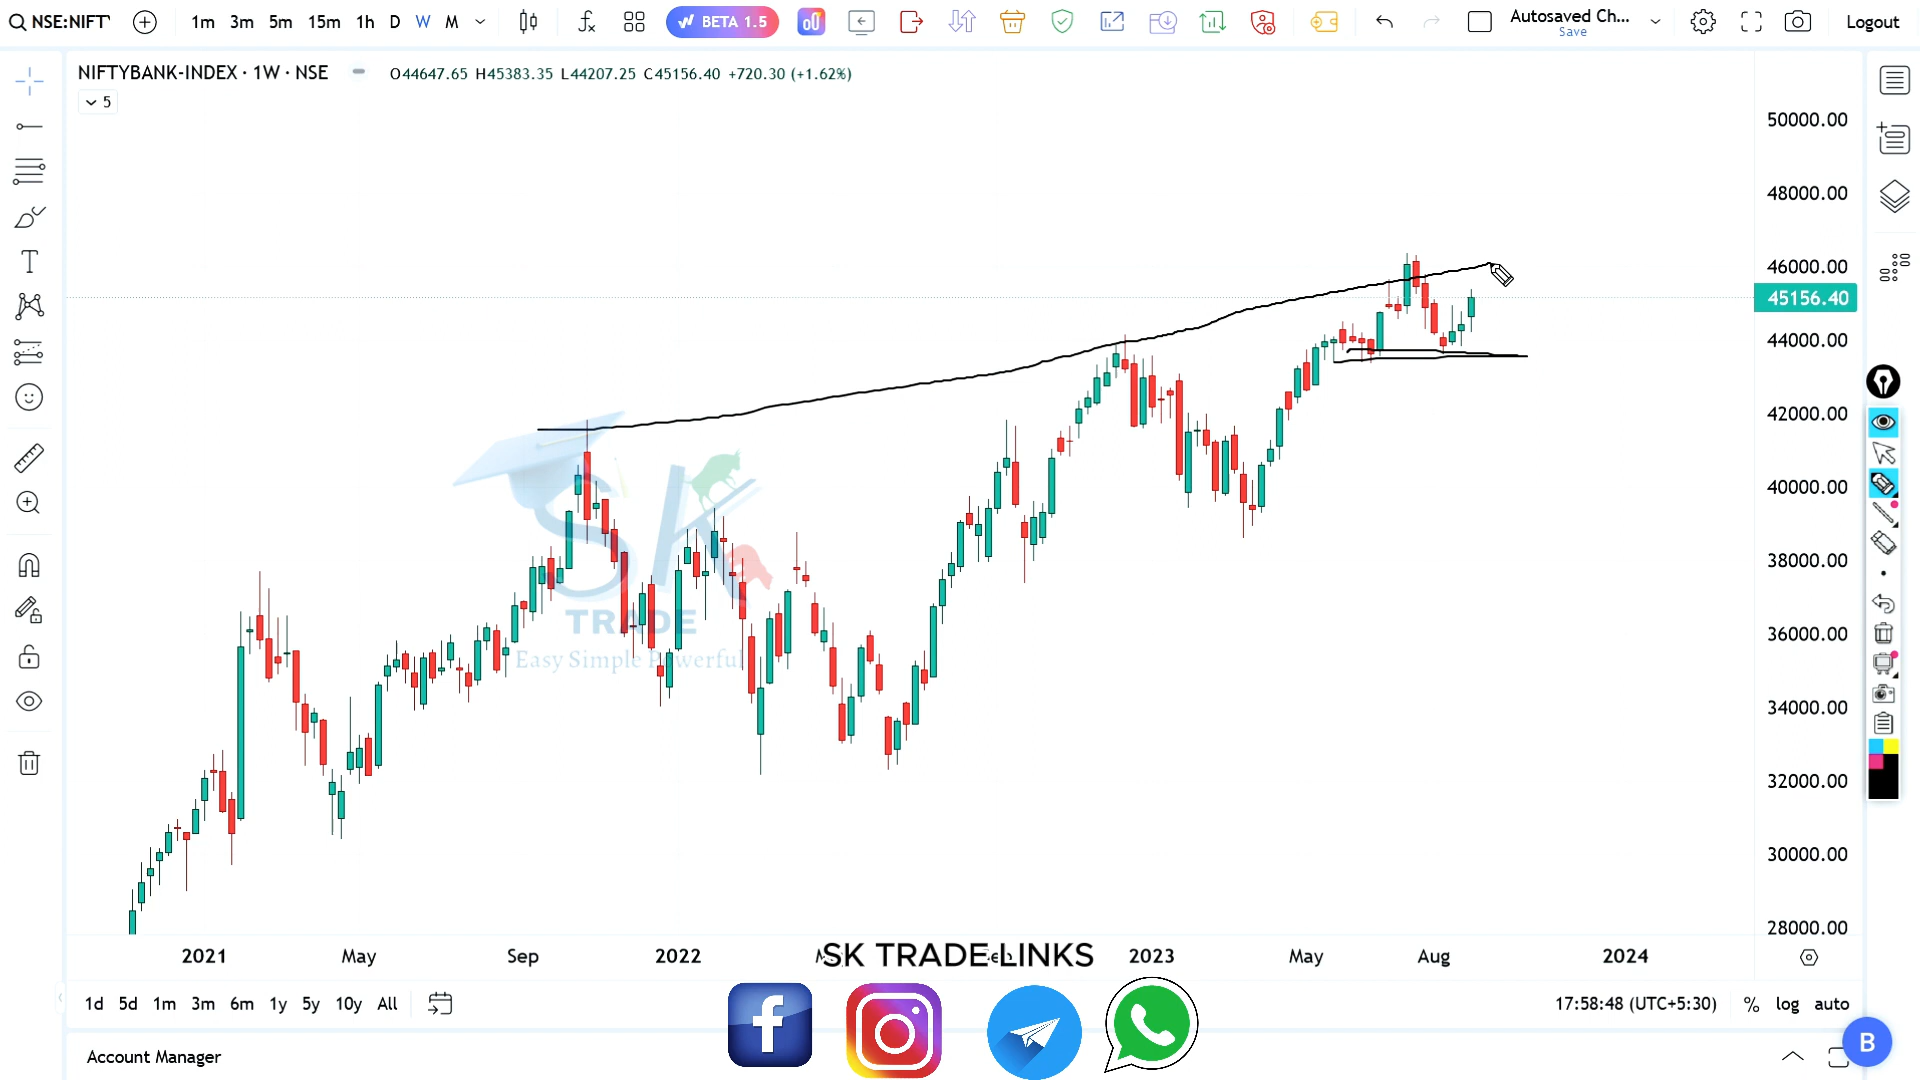 NSE:NIFT 1m 3m 5m 15m 1h D W M BETA 1.5 Autosaved Ch... Logout
Save
NIFTYBANK-INDEX · 1W · NSE O44647.65 H45383.35 L44207.25 C45156.40 +720.30 (+1.62%)
5
50000.00
48000.00
46000.00
45156.40
44000.00
42000.00
40000.00
38000.00
36000.00
34000.00
32000.00
30000.00
28000.00
SK
TRADE
Easy Simple Powerful
2021 May Sep 2022 2023 May Aug 2024
SK TRADE LINKS
1d 5d 1m 3m 6m 1y 5y 10y All 17:58:48 (UTC+5:30) % log auto
Account Manager
B